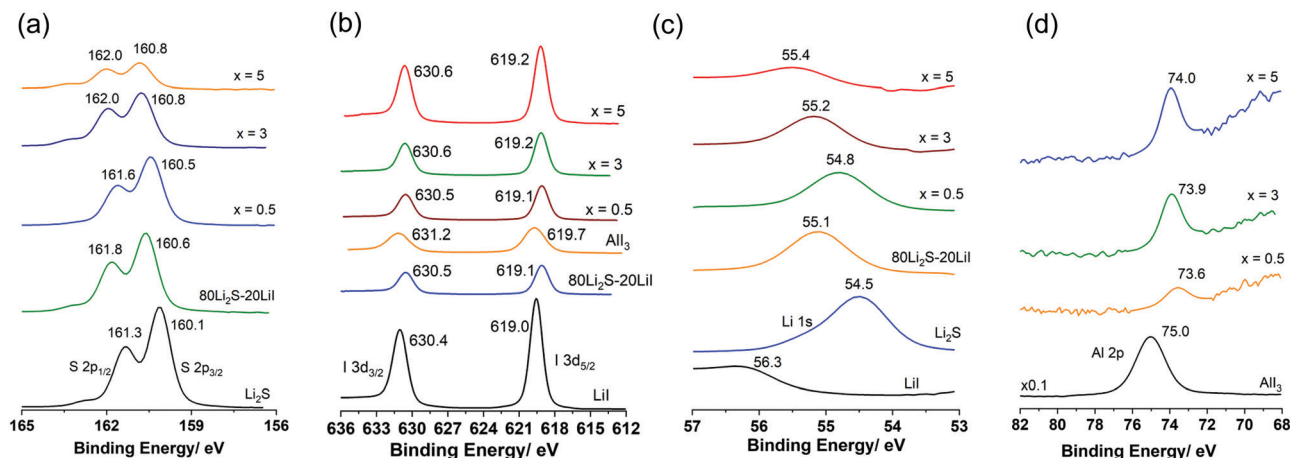 (a)
162.0
160.8
x = 5
162.0
160.8
x = 3
161.6
160.5
x = 0.5
161.8
160.6
80Li₂S-20LiI
161.3
160.1
S 2p₁/₂
S 2p₃/₂
Li₂S
165
162
159
156
Binding Energy/ eV
(b)
630.6
619.2
x = 5
630.6
619.2
x = 3
630.5
619.1
x = 0.5
631.2
619.7
AlI₃
630.5
619.1
80Li₂S-20LiI
630.4
619.0
I 3d₃/₂
I 3d₅/₂
LiI
636 633 630 627 624 621 618 615 612
Binding Energy/ eV
(c)
55.4
x = 5
55.2
x = 3
54.8
x = 0.5
55.1
80Li₂S-20LiI
54.5
Li 1s
Li₂S
56.3
LiI
57
56
55
54
53
Binding Energy/ eV
(d)
74.0
x = 5
73.9
x = 3
73.6
x = 0.5
75.0
Al 2p
x0.1
AlI₃
82 80 78 76 74 72 70 68
Binding Energy/ eV